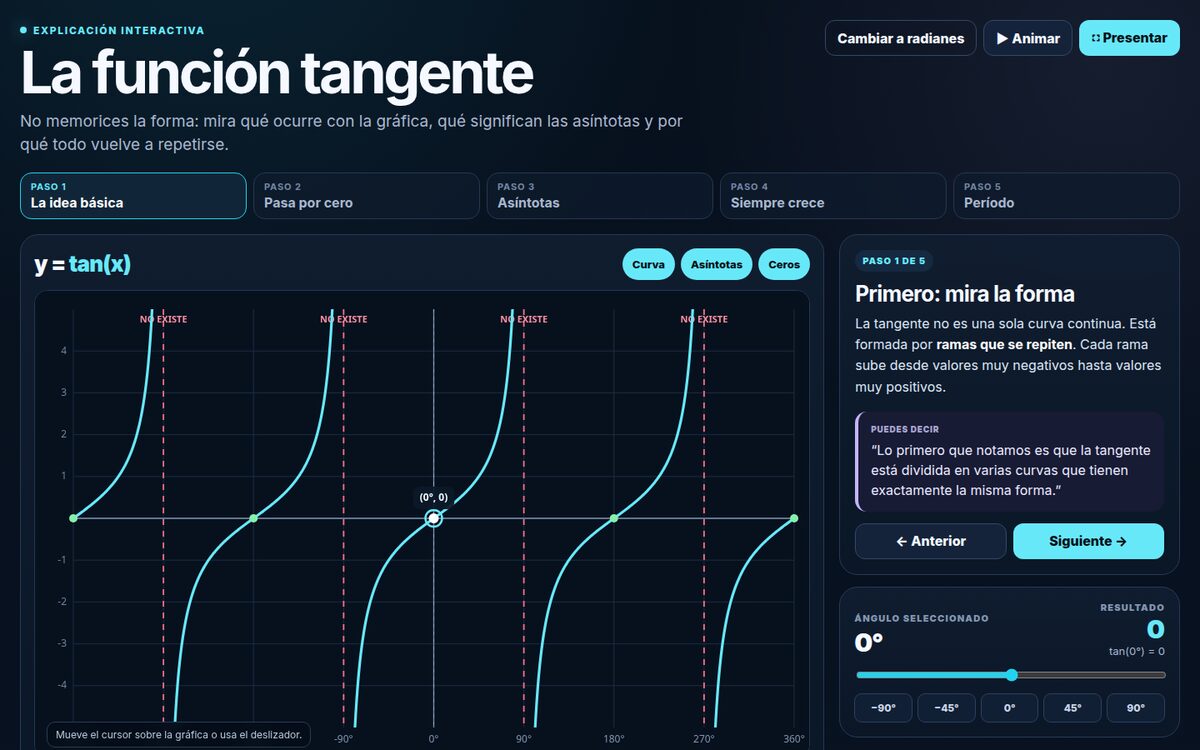 EXPLICACIÓN INTERACTIVA
La función tangente
No memorices la forma: mira qué ocurre con la gráfica, qué significan las asíntotas y por
qué todo vuelve a repetirse.
Cambiar a radianes
▶ Animar
Presentar
PASO 1
La idea básica
PASO 2
Pasa por cero
PASO 3
Asíntotas
PASO 4
Siempre crece
PASO 5
Período
y = tan(x)
Curva
Asíntotas
Ceros
NO EXISTE
NO EXISTE
NO EXISTE
NO EXISTE
4
3
2
1
(0°, 0)
-1
-2
-3
-4
Mueve el cursor sobre la gráfica o usa el deslizador.
-90°
0°
90°
180°
270°
360°
PASO 1 DE 5
Primero: mira la forma
La tangente no es una sola curva continua. Está
formada por ramas que se repiten. Cada rama
sube desde valores muy negativos hasta valores
muy positivos.
PUEDES DECIR
“Lo primero que notamos es que la tangente
está dividida en varias curvas que tienen
exactamente la misma forma.”
← Anterior
Siguiente →
ÁNGULO SELECCIONADO
0°
RESULTADO
0
tan(0°) = 0
−90°
−45°
0°
45°
90°